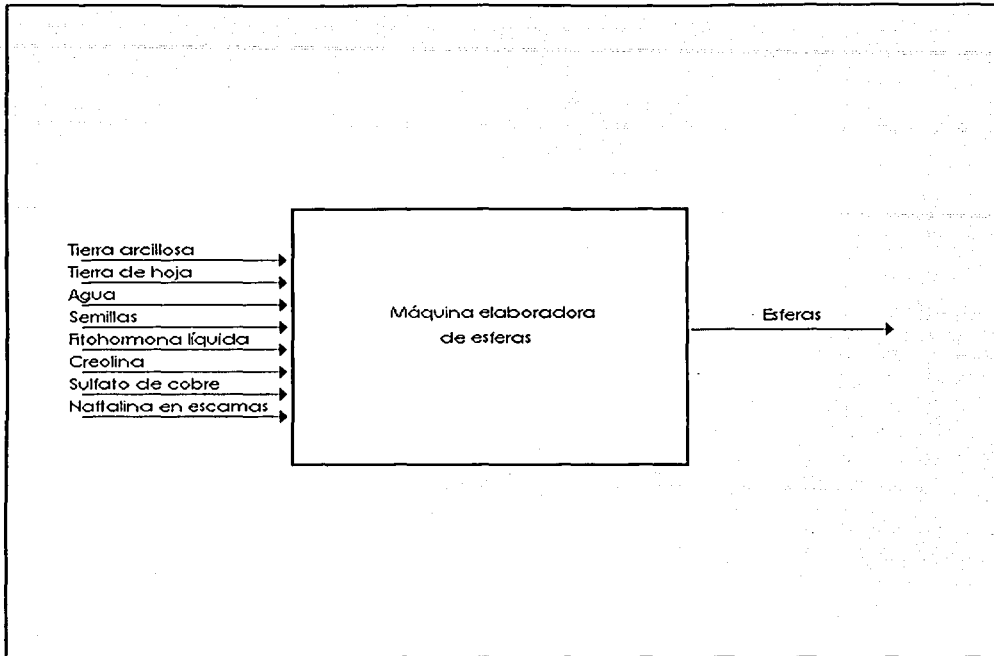 Tierra arcillosa
Tierra de hoja
Agua
Semillas
Fitohormona líquida
Creolina
Sulfato de cobre
Naftalina en escamas
Máquina elaboradora
de esferas
Esferas